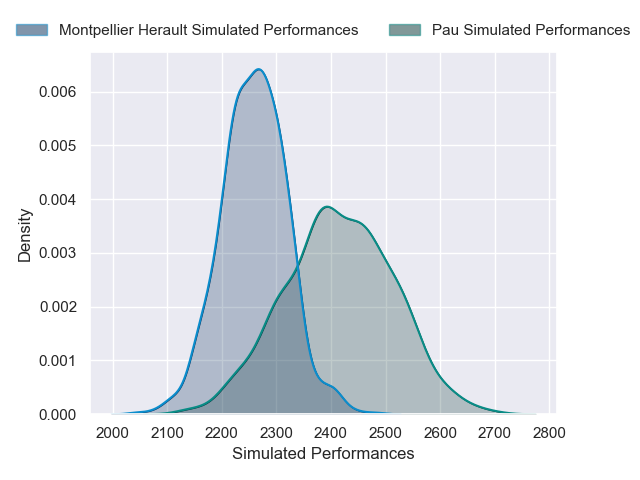 Montpellier Herault Simulated Performances
Pau Simulated Performances
0.006
0.005
0.004
0.003
0.002
0.001
0.000
Density
2000 2100 2200 2300 2400 2500 2600 2700 2800
Simulated Performances